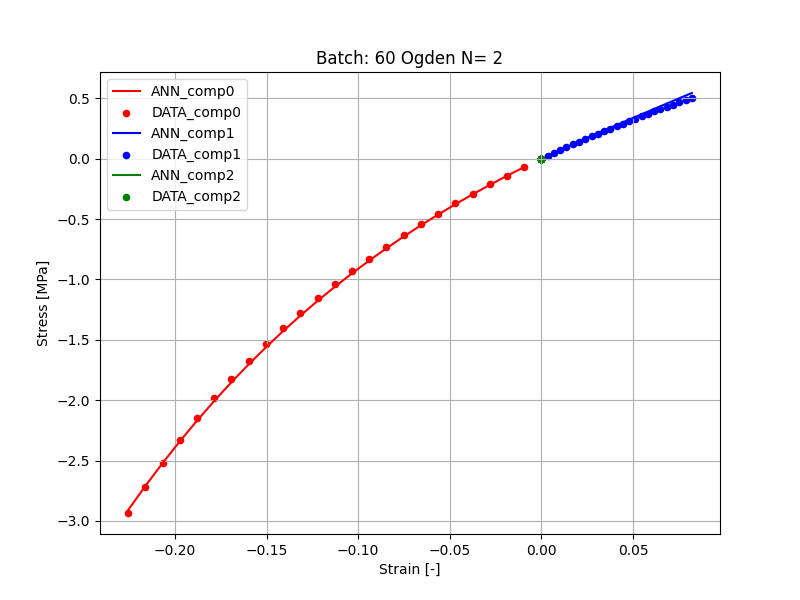 Batch: 60 Ogden N= 2
ANN_comp0
DATA_comp0
ANN_comp1
DATA_comp1
ANN_comp2
DATA_comp2
0.5
0.0
−0.5
−1.0
−1.5
−2.0
−2.5
−3.0
Stress [MPa]
−0.20
−0.15
−0.10
−0.05
0.00
0.05
Strain [-]